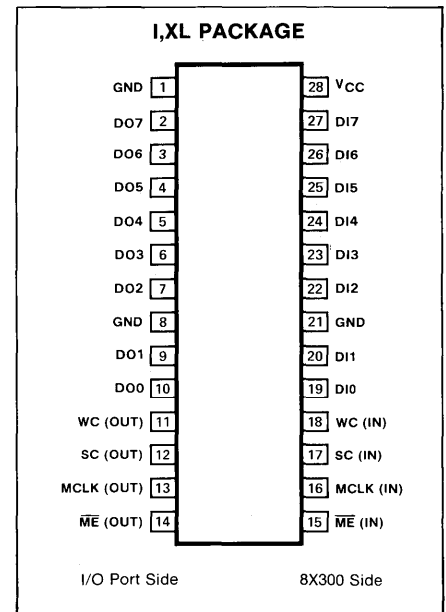 I,XL PACKAGE
GND 1 28 VCC
DO7 2 27 DI7
DO6 3 26 DI6
DO5 4 25 DI5
DO4 5 24 DI4
DO3 6 23 DI3
DO2 7 22 DI2
GND 8 21 GND
DO1 9 20 DI1
DO0 10 19 DI0
WC (OUT) 11 18 WC (IN)
SC (OUT) 12 17 SC (IN)
MCLK (OUT) 13 16 MCLK (IN)
M̅E̅ (OUT) 14 15 M̅E̅ (IN)
I/O Port Side 8X300 Side